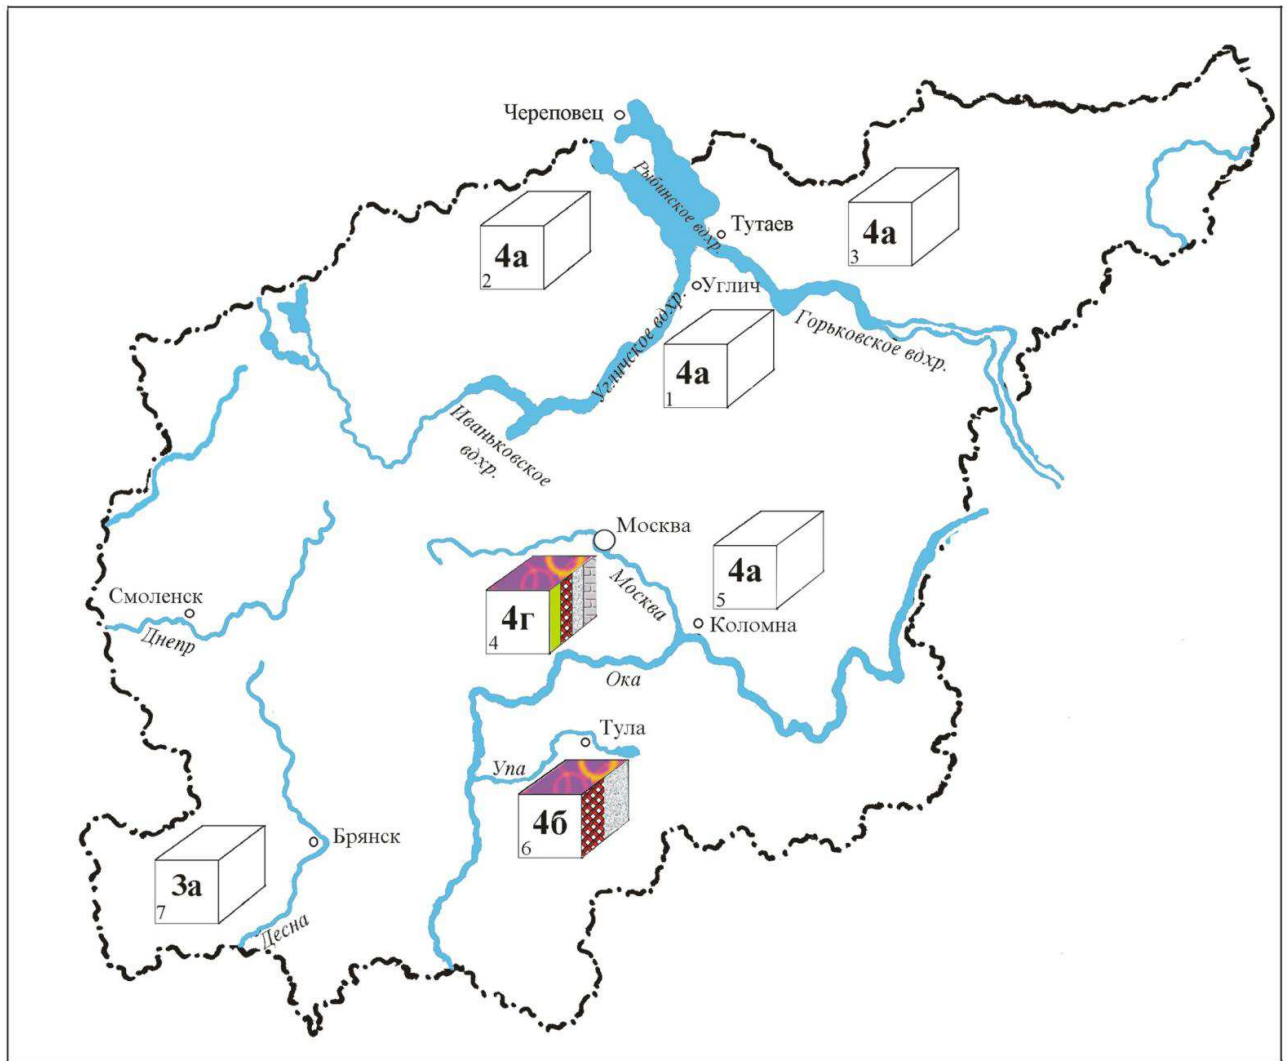 Череповец
Рыбинское вдхр.
4а
2
Тутаев
4а
3
Углич
Угличское вдхр.
Горьковское вдхр.
4а
1
Иваньковское
вдхр.
Москва
Москва
4а
5
4г
4
Смоленск
Днепр
Коломна
Ока
Тула
Упа
4б
6
Брянск
3а
7
Десна